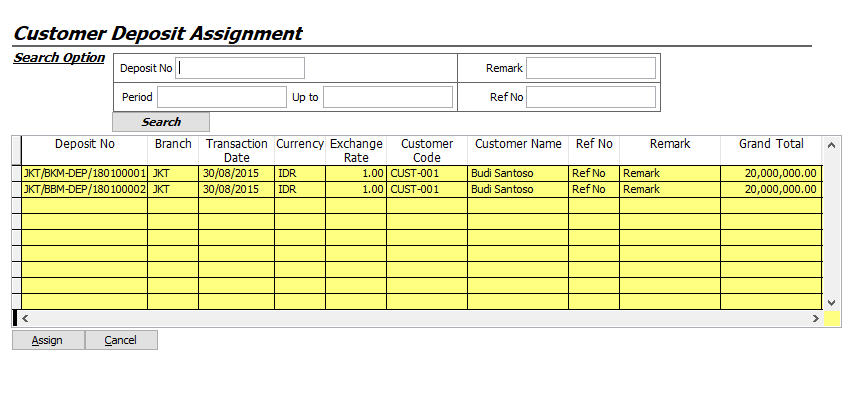 Customer Deposit Assignment
Search Option
Deposit No Remark
Period Up to Ref No
Search
Deposit No Branch Transaction Date Currency Exchange Rate Customer Code Customer Name Ref No Remark Grand Total
JKT/BKM-DEP/180100001 JKT 30/08/2015 IDR 1.00 CUST-001 Budi Santoso Ref No Remark 20,000,000.00
JKT/BBM-DEP/180100002 JKT 30/08/2015 IDR 1.00 CUST-001 Budi Santoso Ref No Remark 20,000,000.00
Assign Cancel